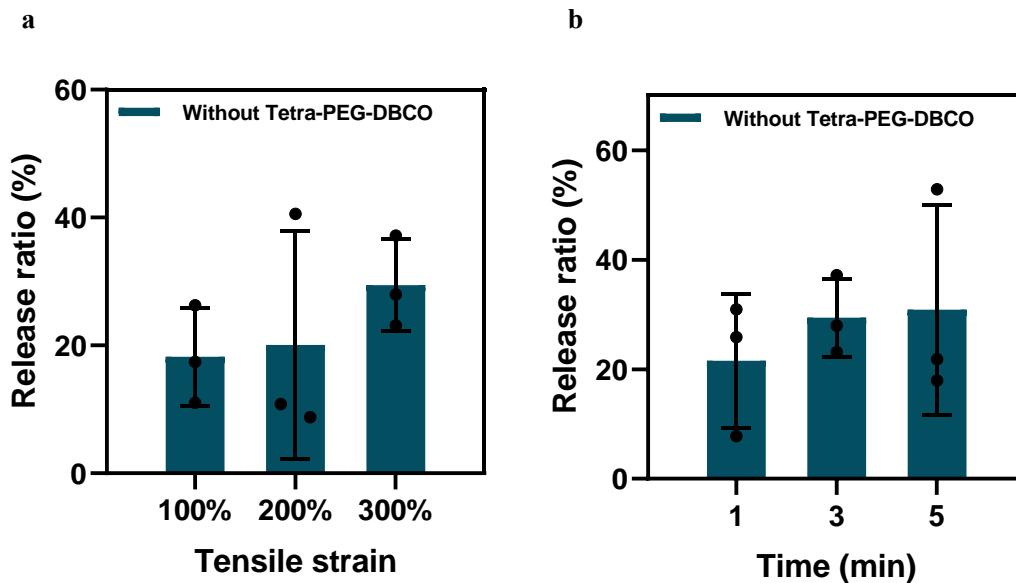 a
Release ratio (%)
60
40
20
0
Without Tetra-PEG-DBCO
100% 200% 300%
Tensile strain
b
Release ratio (%)
60
40
20
0
Without Tetra-PEG-DBCO
1 3 5
Time (min)